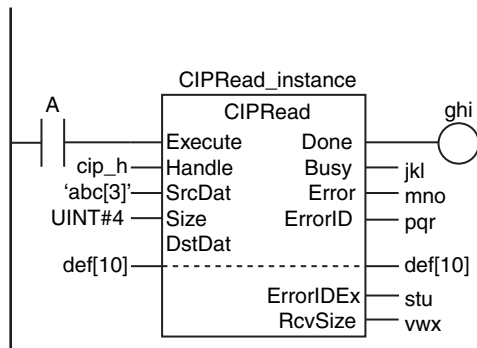 CIPRead_instance
A
CIPRead
ghi
Execute Done
cip_h Handle Busy jkl
‘abc[3]’ SrcDat Error mno
UINT#4 Size ErrorID pqr
DstDat
def[10] def[10]
ErrorIDEx stu
RcvSize vwx